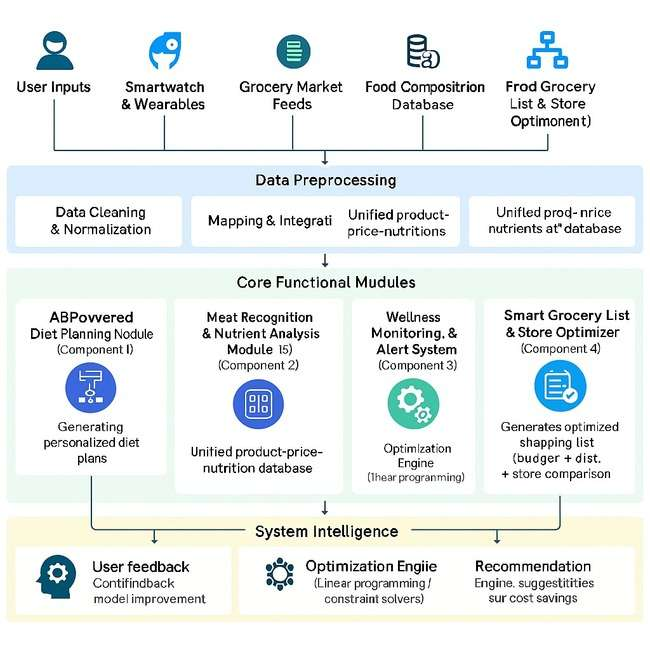 User Inputs
Smartwatch
& Wearables
Grocery Market
Feeds
Food Compositrion
Database
Frod Grocery
List & Store
Optimonent)
Data Preprocessing
Data Cleaning
& Normalization
Mapping & Integrati
Unified product-
price-nutritions
Unifled prod- nrice
nutrients at" database
Core Functional Mudules
ABPovvered
Diet Planning Nodule
(Component I)
Generating
personalized diet
plans
Meat Recognition
& Nutrient Analysis
Module 15)
(Component 2)
Unified product-price-
nutrition database
Wellness
Monitoring, &
Alert System
(Component 3)
Optimization
Engine
(1hear programming)
Smart Grocery List
& Store Optimizer
(Component 4)
Generates optimized
shapping list
(budger + dist.
+ store comparison
System Intelligence
User feedback
Contifindback
model improvement
Optimization Engiie
(Linear programming /
constraint solvers)
Recommendation
Engine. suggestitities
sur cost savings